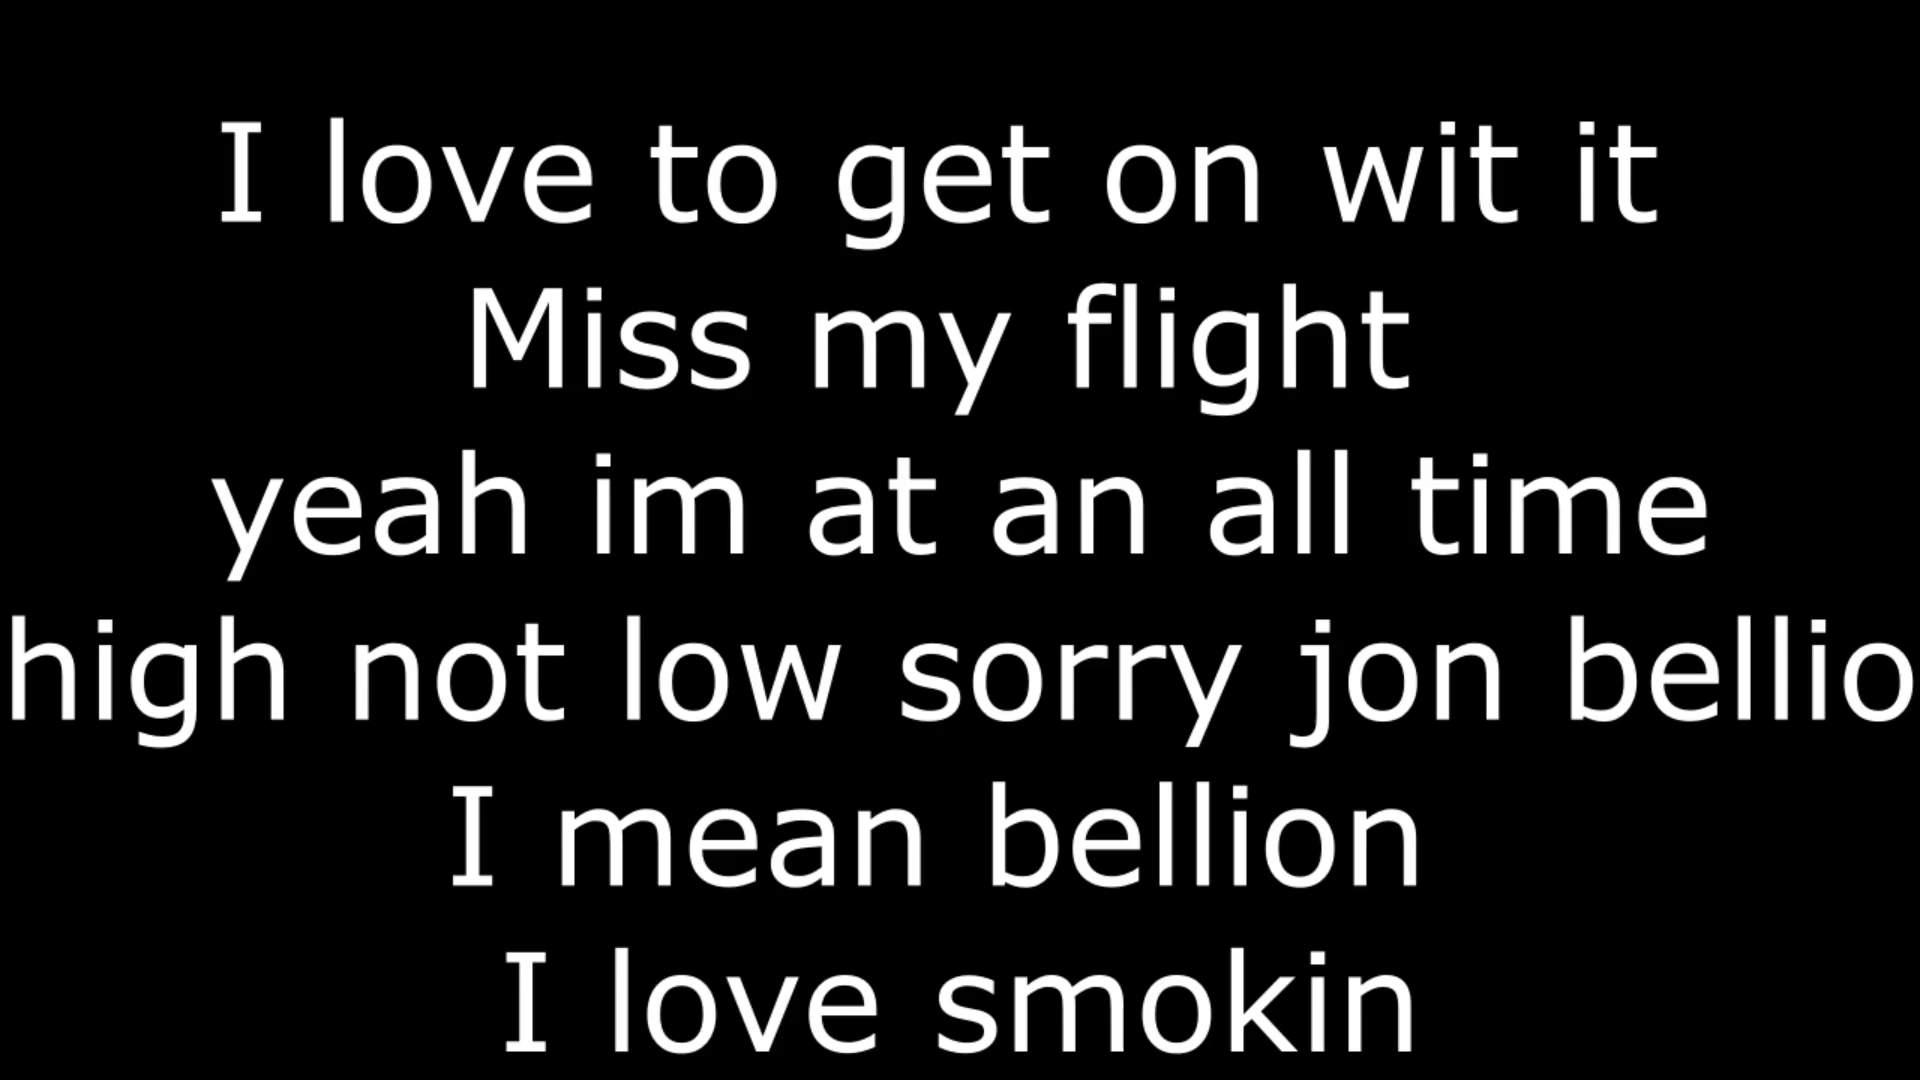 I love to get on wit it
Miss my flight
yeah im at an all time
high not low sorry jon bellio
I mean bellion
I love smokin